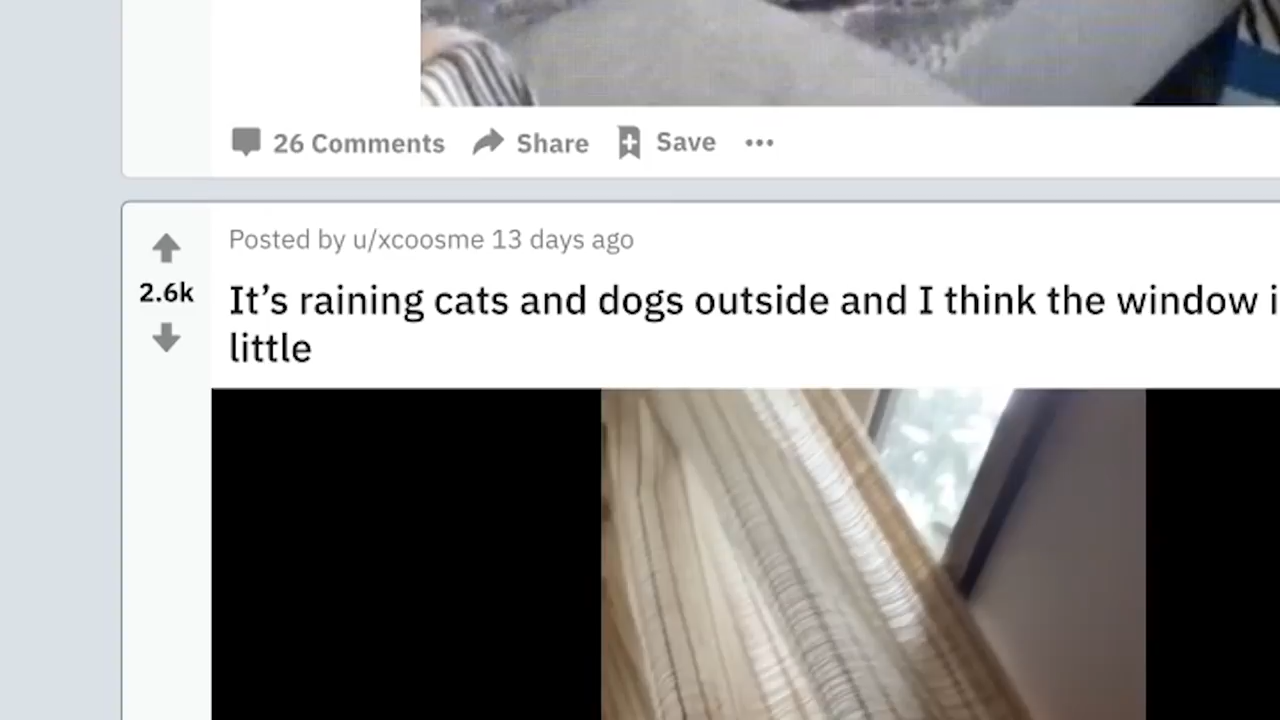 26 Comments Share Save
Posted by u/xcoosme 13 days ago
2.6k
It’s raining cats and dogs outside and I think the window i
little